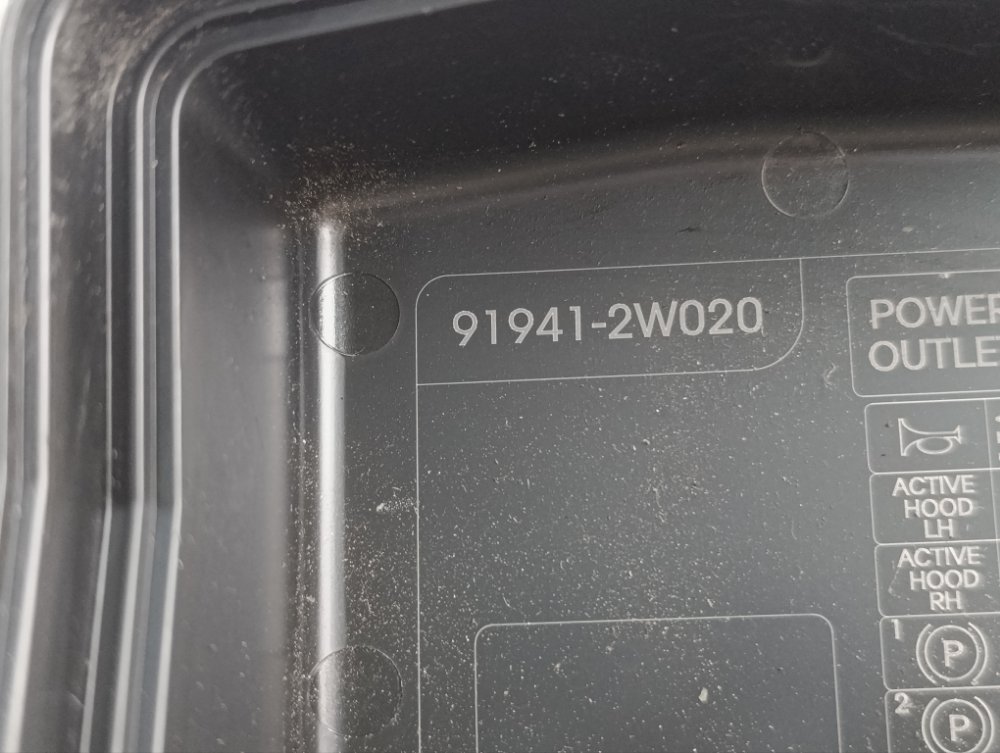 91941-2W020
POWER
OUTLET
ACTIVE
HOOD
LH
ACTIVE
HOOD
RH
1
P
2
P